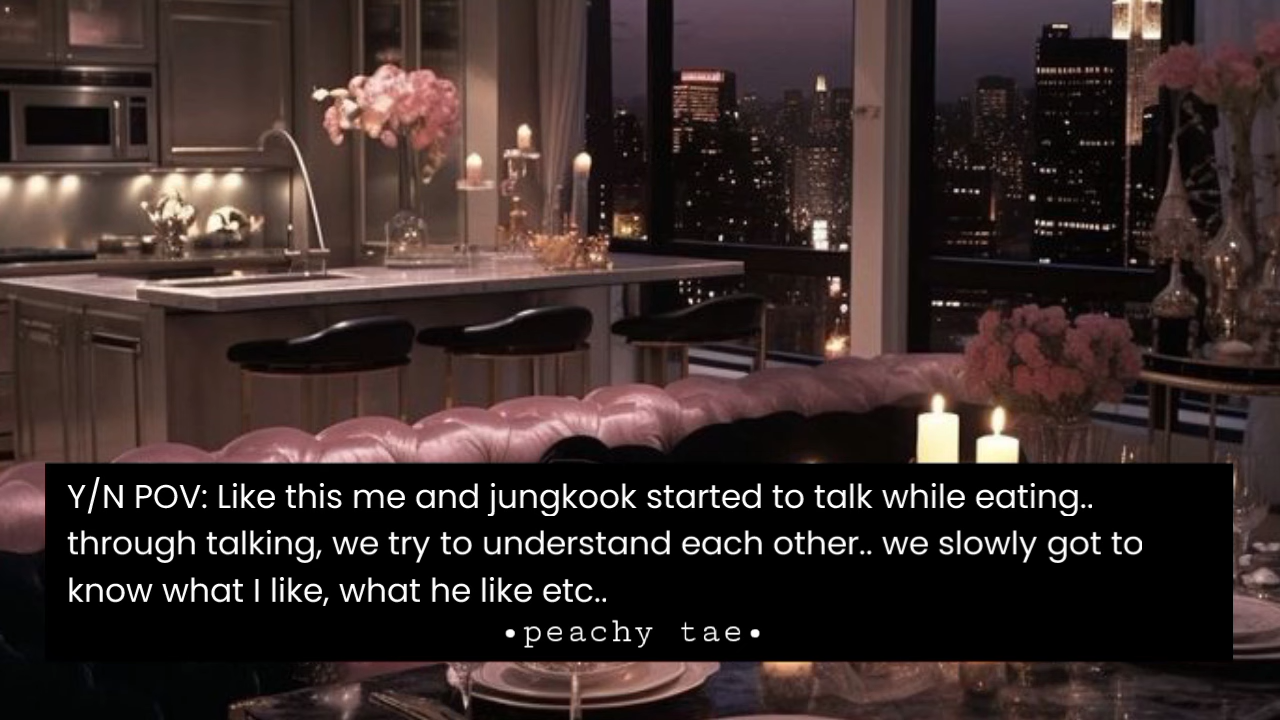 Y/N POV: Like this me and jungkook started to talk while eating..
through talking, we try to understand each other.. we slowly got to
know what I like, what he like etc..
•peachy tae•